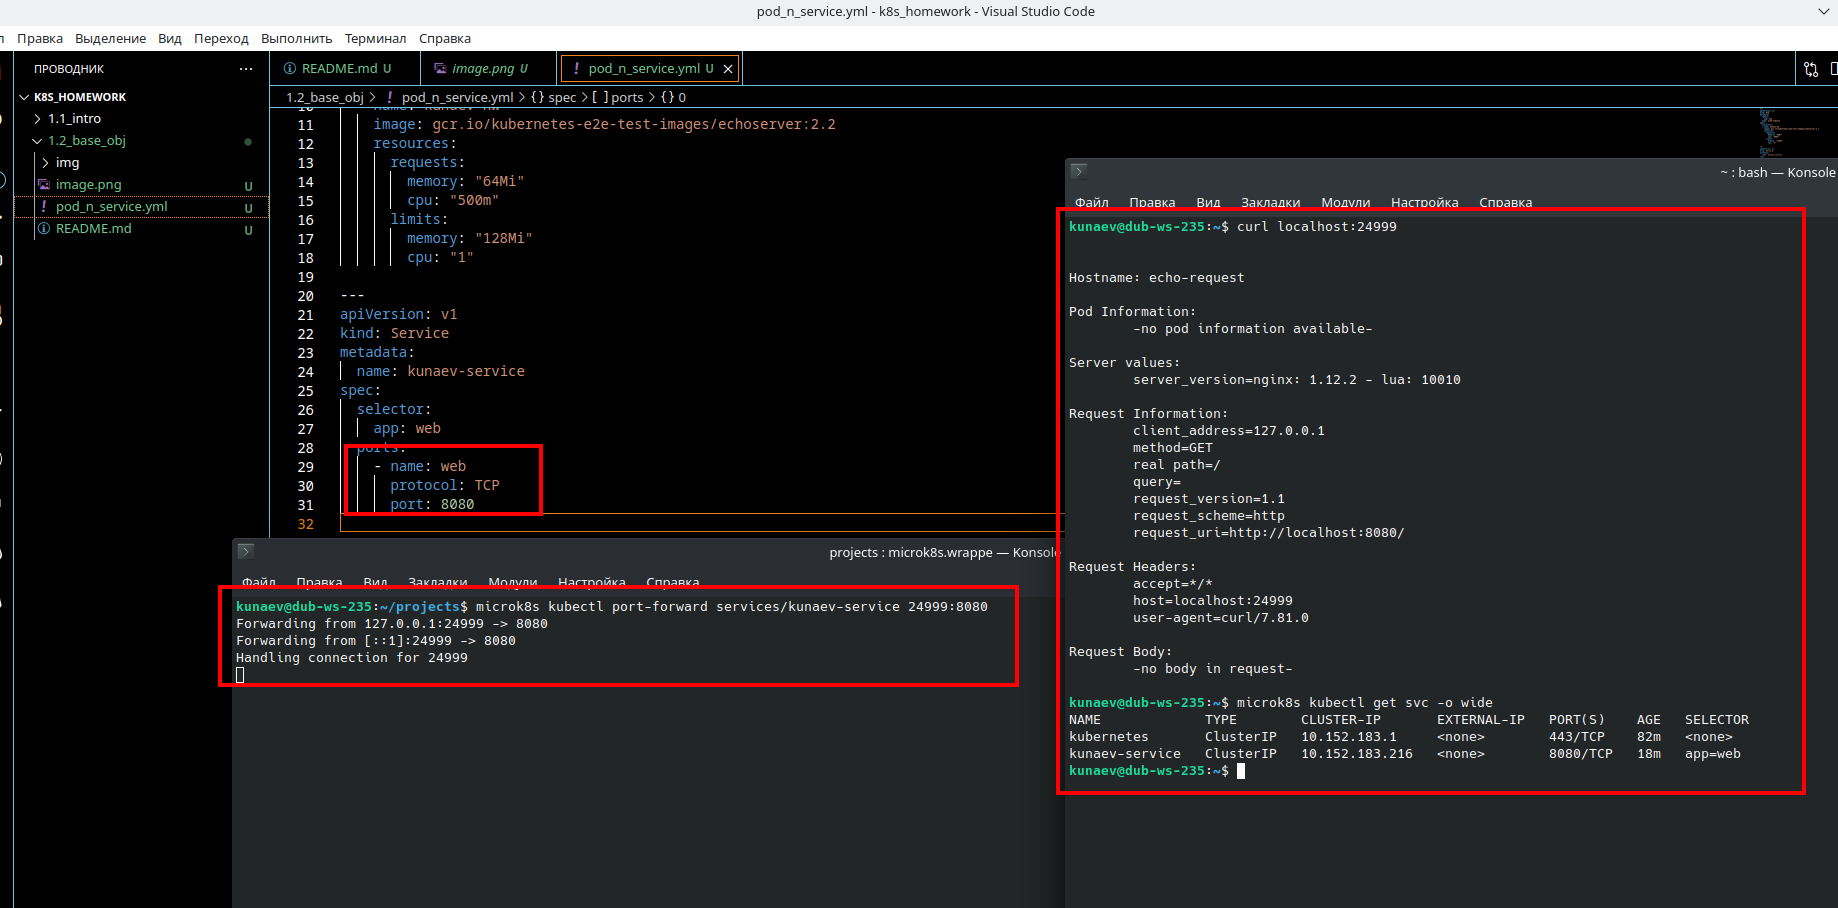 pod_n_service.yml - k8s_homework - Visual Studio Code
Правка Выделение Вид Переход Выполнить Терминал Справка
ПРОВОДНИК ···
K8S_HOMEWORK
1.1_intro
1.2_base_obj
img
image.png U
pod_n_service.yml U
README.md U
README.md U image.png U pod_n_service.yml U
1.2_base_obj > ! pod_n_service.yml > {} spec > [ ] ports > {} 0
11 image: gcr.io/kubernetes-e2e-test-images/echoserver:2.2
12 resources:
13 requests:
14 memory: "64Mi"
15 cpu: "500m"
16 limits:
17 memory: "128Mi"
18 cpu: "1"
19
20 ---
21 apiVersion: v1
22 kind: Service
23 metadata:
24 name: kunaev-service
25 spec:
26 selector:
27 app: web
28 ports:
29 - name: web
30 protocol: TCP
31 port: 8080
32
projects : microk8s.wrappe — Konsole
Файл Правка Вид Закладки Модули Настройка Справка
kunaev@dub-ws-235:~/projects$ microk8s kubectl port-forward services/kunaev-service 24999:8080
Forwarding from 127.0.0.1:24999 -> 8080
Forwarding from [::1]:24999 -> 8080
Handling connection for 24999
~ : bash — Konsole
Файл Правка Вид Закладки Модули Настройка Справка
kunaev@dub-ws-235:~$ curl localhost:24999
Hostname: echo-request
Pod Information:
-no pod information available-
Server values:
server_version=nginx: 1.12.2 - lua: 10010
Request Information:
client_address=127.0.0.1
method=GET
real path=/
query=
request_version=1.1
request_scheme=http
request_uri=http://localhost:8080/
Request Headers:
accept=*/*
host=localhost:24999
user-agent=curl/7.81.0
Request Body:
-no body in request-
kunaev@dub-ws-235:~$ microk8s kubectl get svc -o wide
NAME TYPE CLUSTER-IP EXTERNAL-IP PORT(S) AGE SELECTOR
kubernetes ClusterIP 10.152.183.1 <none> 443/TCP 82m <none>
kunaev-service ClusterIP 10.152.183.216 <none> 8080/TCP 18m app=web
kunaev@dub-ws-235:~$